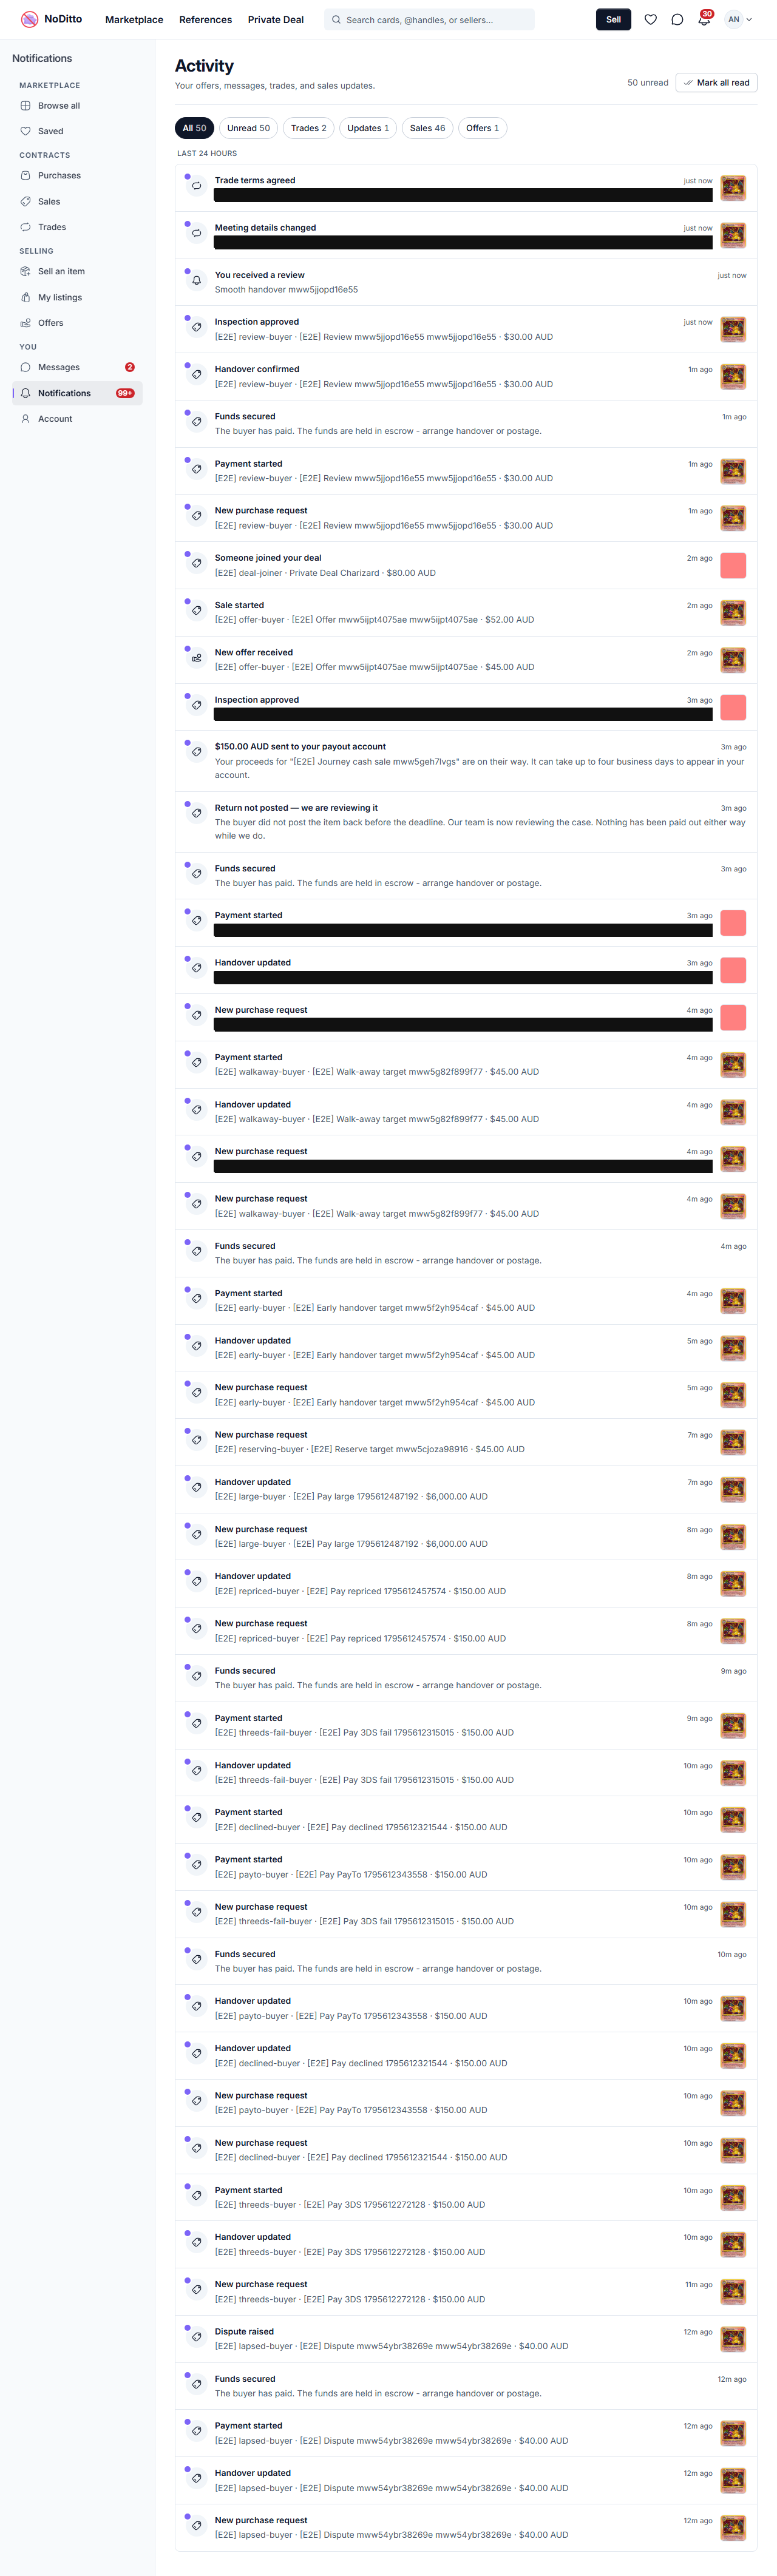 NoDitto
Marketplace
References
Private Deal
Search cards, @handles, or sellers...
Sell
30
AN
Notifications
MARKETPLACE
Browse all
Saved
CONTRACTS
Purchases
Sales
Trades
SELLING
Sell an item
My listings
Offers
YOU
Messages 2
Notifications 99+
Account
Activity
Your offers, messages, trades, and sales updates.
50 unread
Mark all read
All 50
Unread 50
Trades 2
Updates 1
Sales 46
Offers 1
LAST 24 HOURS
Trade terms agreed just now
Meeting details changed just now
You received a review just now
Smooth handover mww5jjopd16e55
Inspection approved just now
[E2E] review-buyer · [E2E] Review mww5jjopd16e55 mww5jjopd16e55 · $30.00 AUD
Handover confirmed 1m ago
[E2E] review-buyer · [E2E] Review mww5jjopd16e55 mww5jjopd16e55 · $30.00 AUD
Funds secured 1m ago
The buyer has paid. The funds are held in escrow - arrange handover or postage.
Payment started 1m ago
[E2E] review-buyer · [E2E] Review mww5jjopd16e55 mww5jjopd16e55 · $30.00 AUD
New purchase request 1m ago
[E2E] review-buyer · [E2E] Review mww5jjopd16e55 mww5jjopd16e55 · $30.00 AUD
Someone joined your deal 2m ago
[E2E] deal-joiner · Private Deal Charizard · $80.00 AUD
Sale started 2m ago
[E2E] offer-buyer · [E2E] Offer mww5ijpt4075ae mww5ijpt4075ae · $52.00 AUD
New offer received 2m ago
[E2E] offer-buyer · [E2E] Offer mww5ijpt4075ae mww5ijpt4075ae · $45.00 AUD
Inspection approved 3m ago
$150.00 AUD sent to your payout account 3m ago
Your proceeds for "[E2E] Journey cash sale mww5geh7lvgs" are on their way. It can take up to four business days to appear in your
account.
Return not posted — we are reviewing it 3m ago
The buyer did not post the item back before the deadline. Our team is now reviewing the case. Nothing has been paid out either way
while we do.
Funds secured 3m ago
The buyer has paid. The funds are held in escrow - arrange handover or postage.
Payment started 3m ago
Handover updated 3m ago
New purchase request 4m ago
Payment started 4m ago
[E2E] walkaway-buyer · [E2E] Walk-away target mww5g82f899f77 · $45.00 AUD
Handover updated 4m ago
[E2E] walkaway-buyer · [E2E] Walk-away target mww5g82f899f77 · $45.00 AUD
New purchase request 4m ago
New purchase request 4m ago
[E2E] walkaway-buyer · [E2E] Walk-away target mww5g82f899f77 · $45.00 AUD
Funds secured 4m ago
The buyer has paid. The funds are held in escrow - arrange handover or postage.
Payment started 4m ago
[E2E] early-buyer · [E2E] Early handover target mww5f2yh954caf · $45.00 AUD
Handover updated 5m ago
[E2E] early-buyer · [E2E] Early handover target mww5f2yh954caf · $45.00 AUD
New purchase request 5m ago
[E2E] early-buyer · [E2E] Early handover target mww5f2yh954caf · $45.00 AUD
New purchase request 7m ago
[E2E] reserving-buyer · [E2E] Reserve target mww5cjoza98916 · $45.00 AUD
Handover updated 7m ago
[E2E] large-buyer · [E2E] Pay large 1795612487192 · $6,000.00 AUD
New purchase request 8m ago
[E2E] large-buyer · [E2E] Pay large 1795612487192 · $6,000.00 AUD
Handover updated 8m ago
[E2E] repriced-buyer · [E2E] Pay repriced 1795612457574 · $150.00 AUD
New purchase request 8m ago
[E2E] repriced-buyer · [E2E] Pay repriced 1795612457574 · $150.00 AUD
Funds secured 9m ago
The buyer has paid. The funds are held in escrow - arrange handover or postage.
Payment started 9m ago
[E2E] threeds-fail-buyer · [E2E] Pay 3DS fail 1795612315015 · $150.00 AUD
Handover updated 10m ago
[E2E] threeds-fail-buyer · [E2E] Pay 3DS fail 1795612315015 · $150.00 AUD
Payment started 10m ago
[E2E] declined-buyer · [E2E] Pay declined 1795612321544 · $150.00 AUD
Payment started 10m ago
[E2E] payto-buyer · [E2E] Pay PayTo 1795612343558 · $150.00 AUD
New purchase request 10m ago
[E2E] threeds-fail-buyer · [E2E] Pay 3DS fail 1795612315015 · $150.00 AUD
Funds secured 10m ago
The buyer has paid. The funds are held in escrow - arrange handover or postage.
Handover updated 10m ago
[E2E] payto-buyer · [E2E] Pay PayTo 1795612343558 · $150.00 AUD
Handover updated 10m ago
[E2E] declined-buyer · [E2E] Pay declined 1795612321544 · $150.00 AUD
New purchase request 10m ago
[E2E] payto-buyer · [E2E] Pay PayTo 1795612343558 · $150.00 AUD
New purchase request 10m ago
[E2E] declined-buyer · [E2E] Pay declined 1795612321544 · $150.00 AUD
Payment started 10m ago
[E2E] threeds-buyer · [E2E] Pay 3DS 1795612272128 · $150.00 AUD
Handover updated 10m ago
[E2E] threeds-buyer · [E2E] Pay 3DS 1795612272128 · $150.00 AUD
New purchase request 11m ago
[E2E] threeds-buyer · [E2E] Pay 3DS 1795612272128 · $150.00 AUD
Dispute raised 12m ago
[E2E] lapsed-buyer · [E2E] Dispute mww54ybr38269e mww54ybr38269e · $40.00 AUD
Funds secured 12m ago
The buyer has paid. The funds are held in escrow - arrange handover or postage.
Payment started 12m ago
[E2E] lapsed-buyer · [E2E] Dispute mww54ybr38269e mww54ybr38269e · $40.00 AUD
Handover updated 12m ago
[E2E] lapsed-buyer · [E2E] Dispute mww54ybr38269e mww54ybr38269e · $40.00 AUD
New purchase request 12m ago
[E2E] lapsed-buyer · [E2E] Dispute mww54ybr38269e mww54ybr38269e · $40.00 AUD